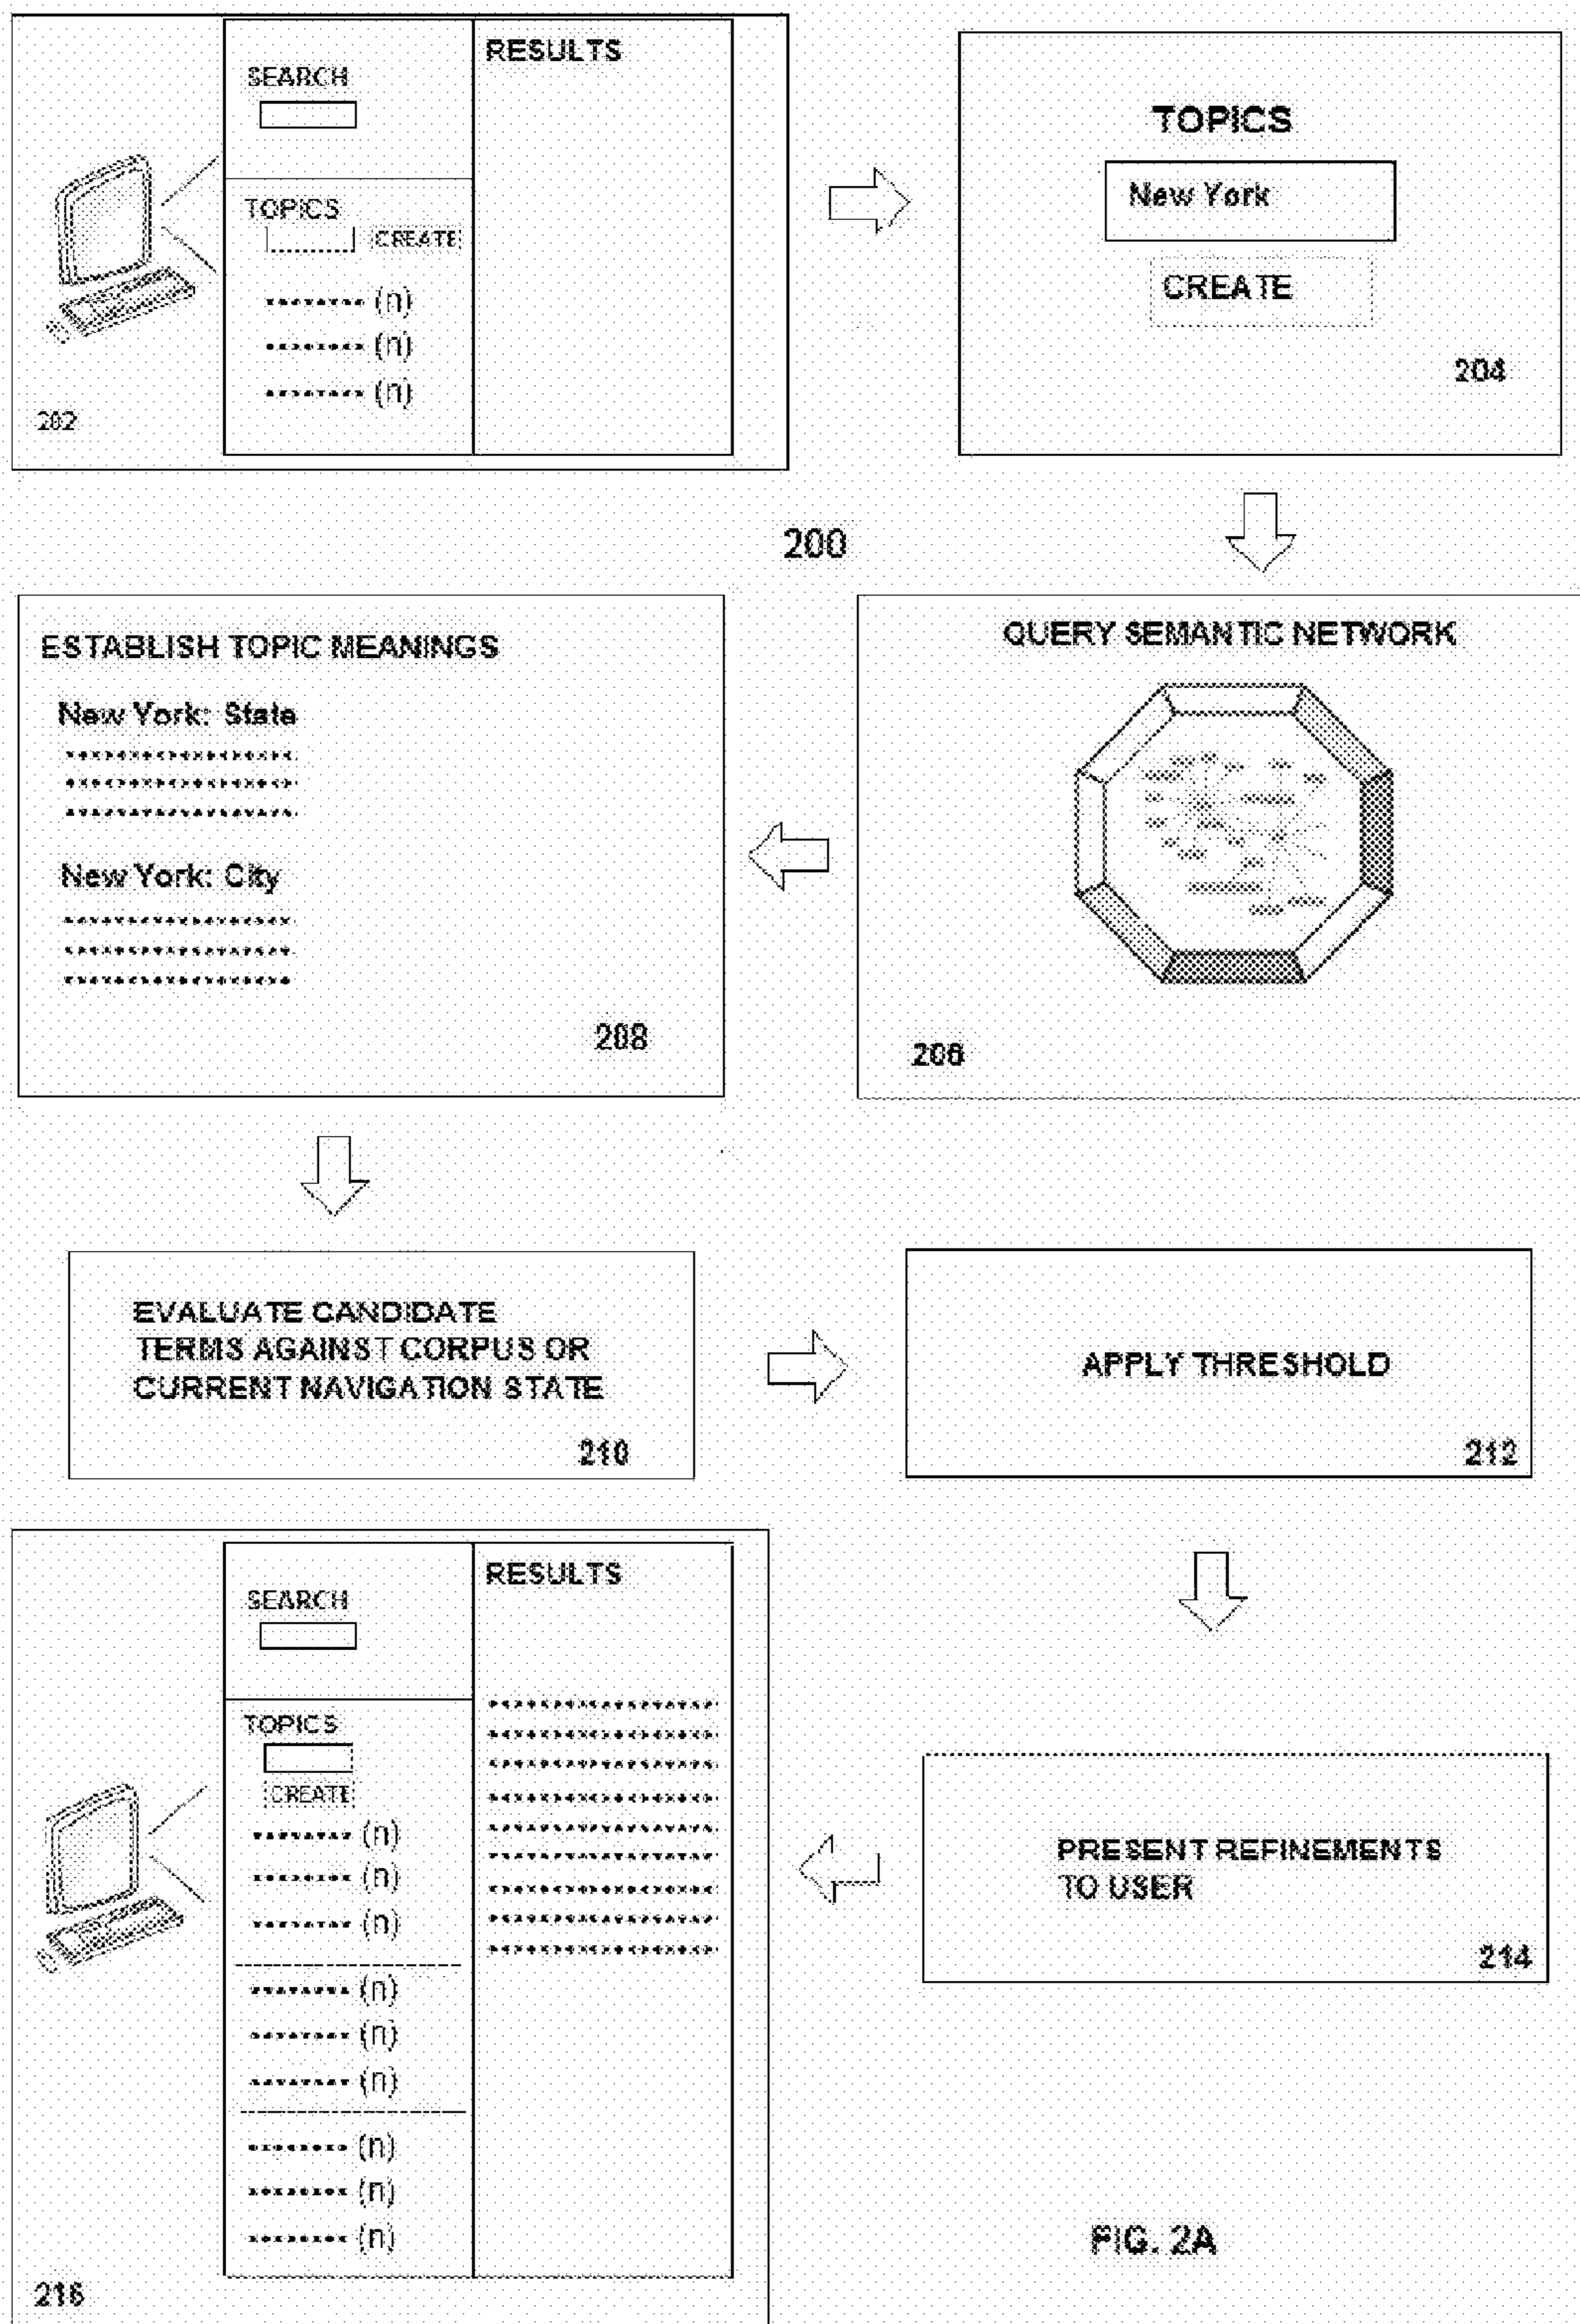 RESULTS
SEARCH
TOPICS
CREATE
(n)
(n)
(n)
202
TOPICS
New York
CREATE
204
200
QUERY SEMANTIC NETWORK
206
ESTABLISH TOPIC MEANINGS
New York: State
New York: City
208
EVALUATE CANDIDATE
TERMS AGAINST CORPUS OR
CURRENT NAVIGATION STATE
210
APPLY THRESHOLD
212
PRESENT REFINEMENTS
TO USER
214
RESULTS
SEARCH
TOPICS
CREATE
(n)
(n)
(n)
(n)
(n)
(n)
(n)
(n)
(n)
216
FIG. 2A